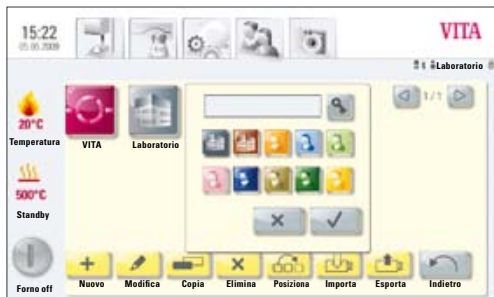 15:22
05.05.2009
VITA
Laboratorio
1/1
20°C
Temperatura
VITA
Laboratorio
500°C
Standby
Forno off
Nuovo
Modifica
Copia
Elimina
Posiziona
Importa
Esporta
Indietro